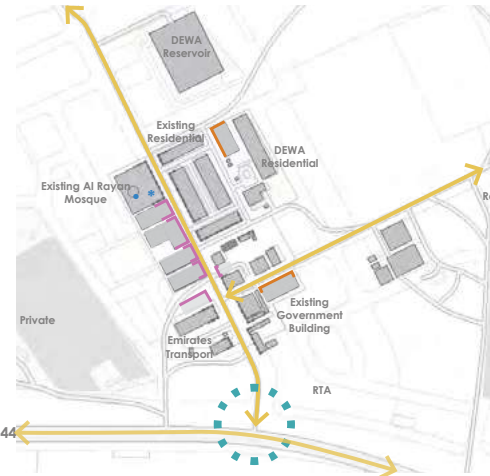 DEWA
Reservoir
Existing
Residential
DEWA
Residential
Existing Al Rayan
Mosque
Private
Existing
Government
Building
Emirates
Transport
RTA
44